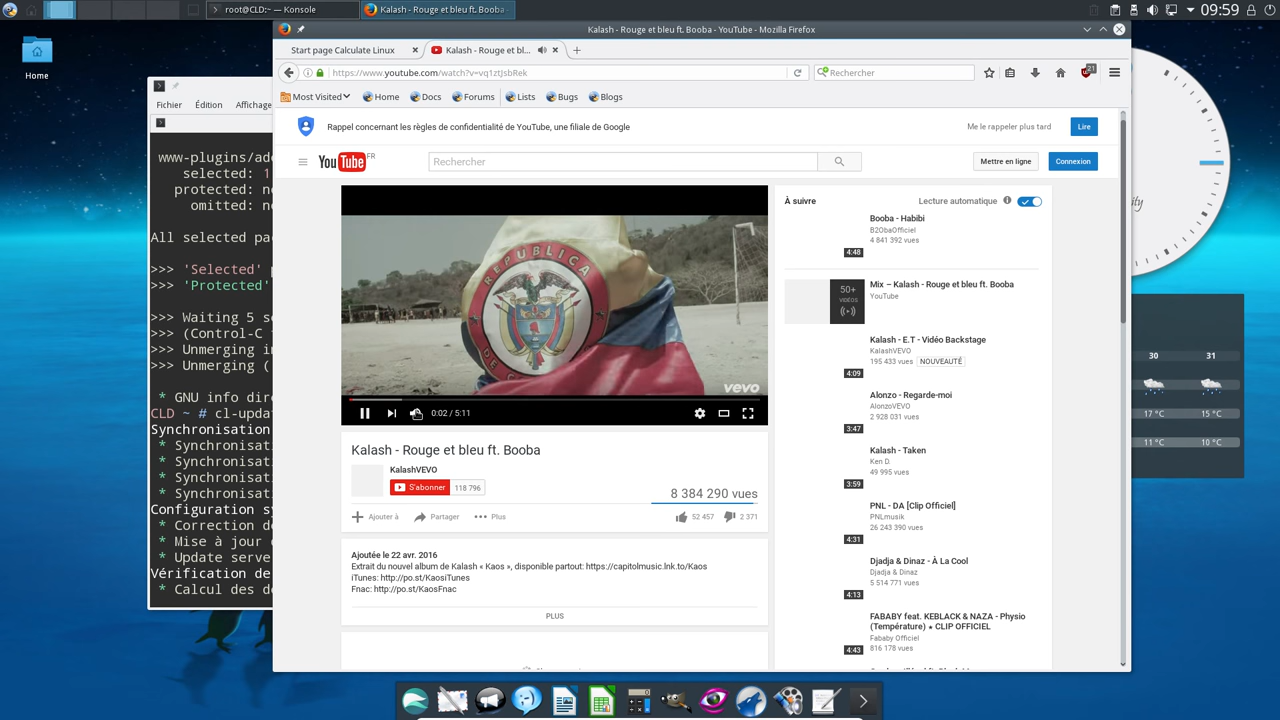 root@CLD:~ — Konsole
Kalash - Rouge et bleu ft. Booba -
09:59
Kalash - Rouge et bleu ft. Booba - YouTube - Mozilla Firefox
Home
Start page Calculate Linux
Kalash - Rouge et bl...
https://www.youtube.com/watch?v=vq1ztJsbRek
Rechercher
21
Most Visited
Home
Docs
Forums
Lists
Bugs
Blogs
Fichier Édition Affichage
Rappel concernant les règles de confidentialité de YouTube, une filiale de Google
Me le rappeler plus tard
Lire
YouTube FR
Rechercher
Mettre en ligne
Connexion
www-plugins/ad
selected: 1
protected: n
omitted: n
All selected pa
>>> 'Selected'
>>> 'Protected'
>>> Waiting 5 s
>>> (Control-C
>>> Unmerging i
>>> Unmerging (
* GNU info dir
CLD ~ # cl-upda
Synchronisation
* Synchronisat
* Synchronisat
* Synchronisat
* Synchronisat
Configuration s
* Correction d
* Mise à jour
* Update serve
Vérification de
* Calcul des d
REPUBLICA
DE CO
vevo
0:02 / 5:11
Kalash - Rouge et bleu ft. Booba
KalashVEVO
S'abonner 118 796
8 384 290 vues
Ajouter à
Partager
Plus
52 457
2 371
Ajoutée le 22 avr. 2016
Extrait du nouvel album de Kalash « Kaos », disponible partout: https://capitolmusic.lnk.to/Kaos
iTunes: http://po.st/KaosiTunes
Fnac: http://po.st/KaosFnac
PLUS
À suivre
Lecture automatique
Booba - Habibi
B2ObaOfficiel
4 841 392 vues
4:48
50+
VIDÉOS
Mix – Kalash - Rouge et bleu ft. Booba
YouTube
Kalash - E.T - Vidéo Backstage
KalashVEVO
195 433 vues NOUVEAUTÉ
4:09
Alonzo - Regarde-moi
AlonzoVEVO
2 928 031 vues
3:47
Kalash - Taken
Ken D.
49 995 vues
3:59
PNL - DA [Clip Officiel]
PNLmusik
26 243 390 vues
4:31
Djadja & Dinaz - À La Cool
Djadja & Dinaz
5 514 771 vues
4:13
FABABY feat. KEBLACK & NAZA - Physio
(Température) ⋆ CLIP OFFICIEL
Fababy Officiel
816 178 vues
4:43
30 31
17 °C 15 °C
11 °C 10 °C